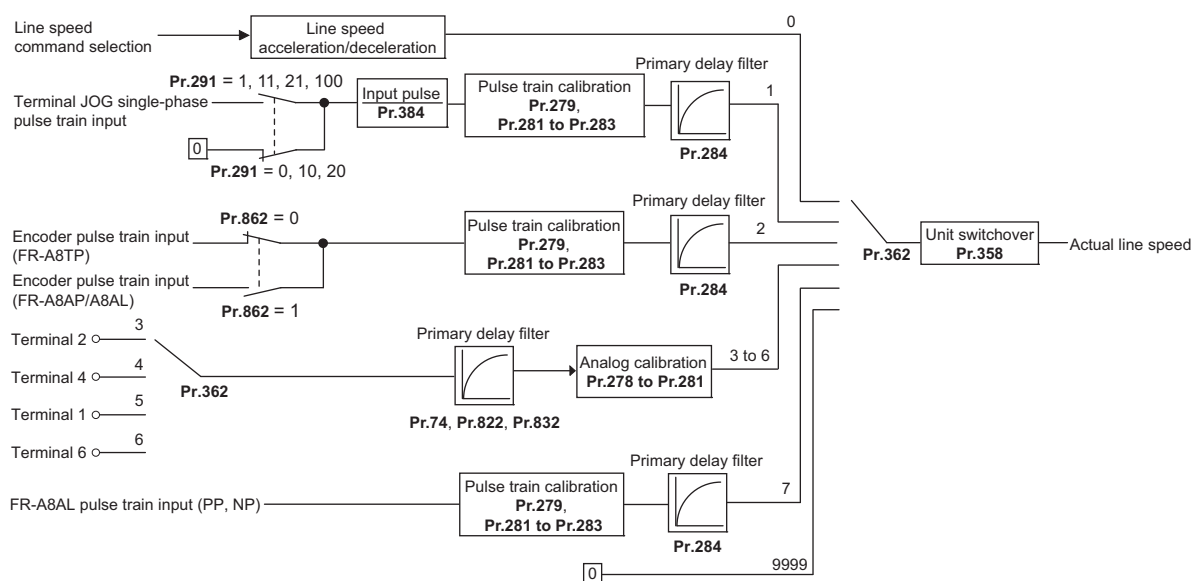 Line speed
command selection
Line speed
acceleration/deceleration
0
Pr.291 = 1, 11, 21, 100
Terminal JOG single-phase
pulse train input
0
Pr.291 = 0, 10, 20
Input pulse
Pr.384
Pulse train calibration
Pr.279,
Pr.281 to Pr.283
Primary delay filter
Pr.284
1
Encoder pulse train input
(FR-A8TP)
Pr.862 = 0
Encoder pulse train input
(FR-A8AP/A8AL)
Pr.862 = 1
Pulse train calibration
Pr.279,
Pr.281 to Pr.283
Primary delay filter
Pr.284
2
Pr.362
Unit switchover
Pr.358
Actual line speed
Terminal 2
3
Terminal 4
4
Terminal 1
5
Terminal 6
6
Pr.362
Primary delay filter
Pr.74, Pr.822, Pr.832
Analog calibration
Pr.278 to Pr.281
3 to 6
FR-A8AL pulse train input (PP, NP)
Pulse train calibration
Pr.279,
Pr.281 to Pr.283
Primary delay filter
Pr.284
7
0
9999